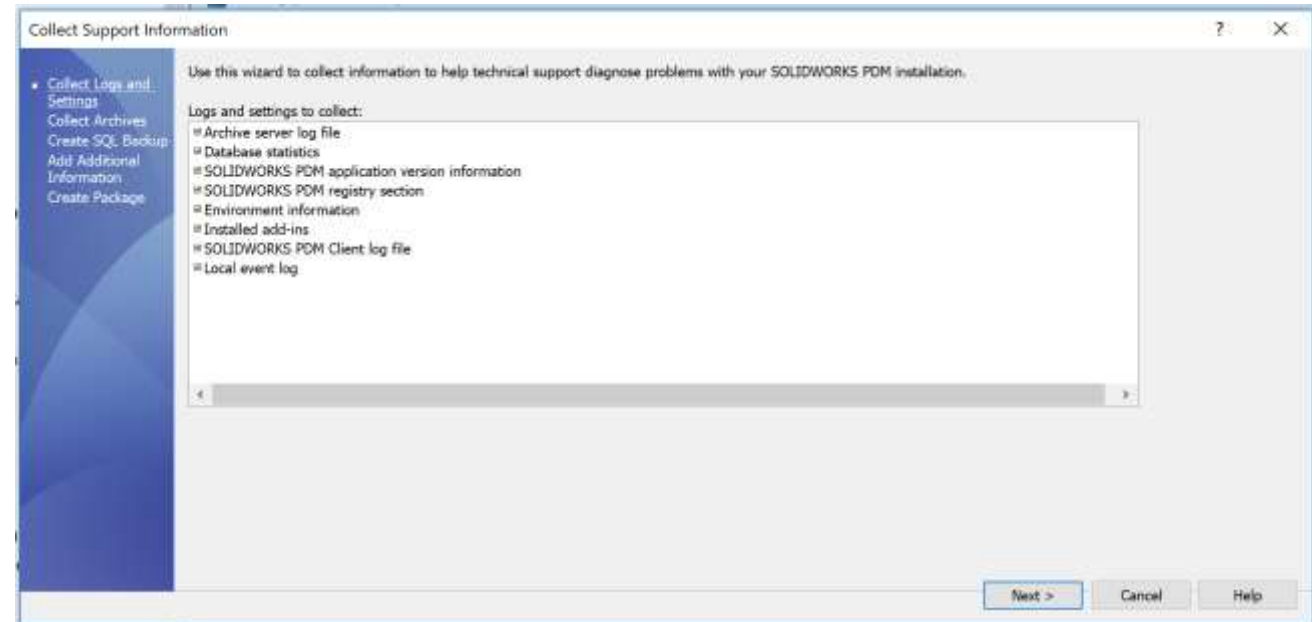 Collect Support Information
? ×
Collect Logs and
Settings
Collect Archives
Create SQL Backup
Add Additional
Information
Create Package
Use this wizard to collect information to help technical support diagnose problems with your SOLIDWORKS PDM installation.
Logs and settings to collect:
Archive server log file
Database statistics
SOLIDWORKS PDM application version information
SOLIDWORKS PDM registry section
Environment information
Installed add-ins
SOLIDWORKS PDM Client log file
Local event log
Next > Cancel Help